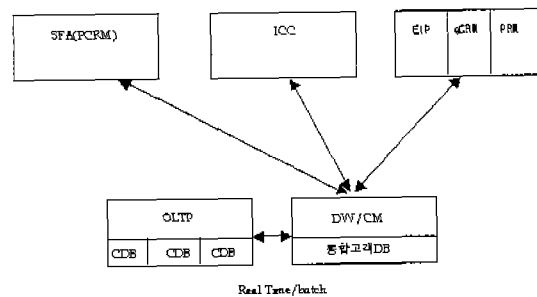 SFA(PCRM)
ICC
EIP eCRM PRM
OLTP
CDB CDB CDB
DW/CM
통합고객DB
Real Time/batch